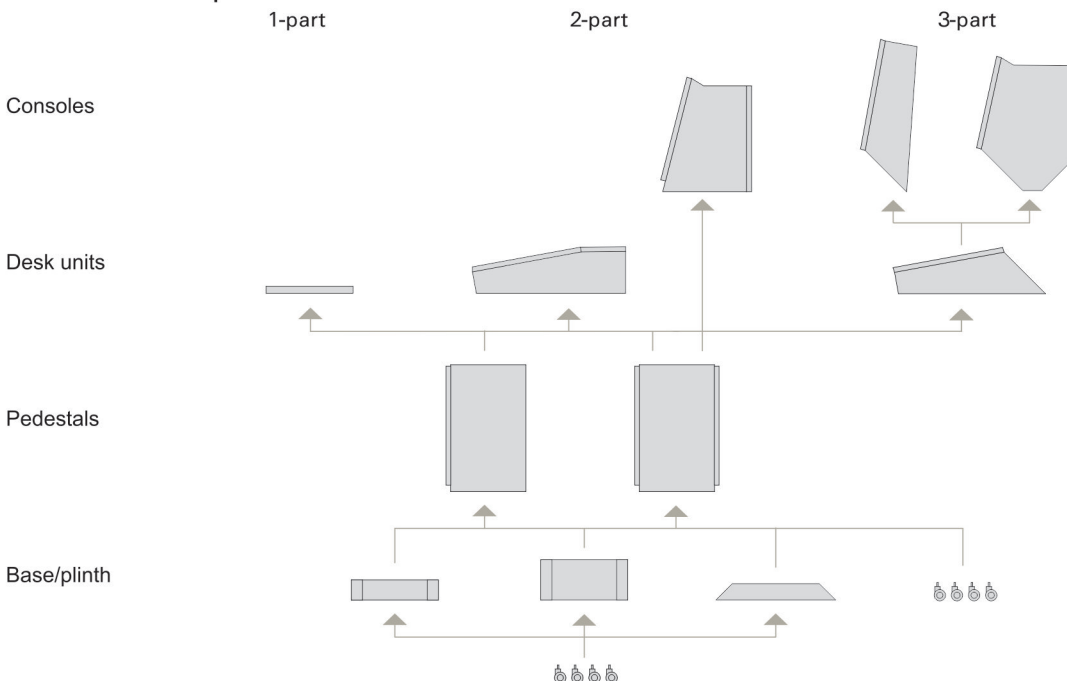 1-part 2-part 3-part
Consoles
Desk units
Pedestals
Base/plinth